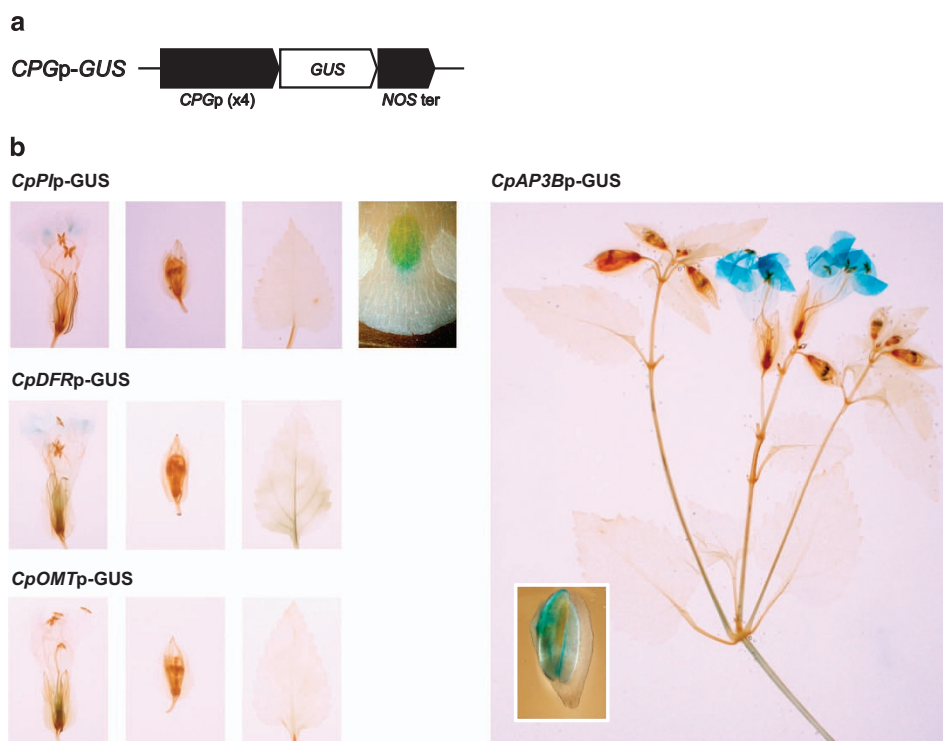 a
CPGp-GUS
GUS
CPGp (x4)
NOS ter
b
CpPIp-GUS
CpAP3Bp-GUS
CpDFRp-GUS
CpOMTp-GUS